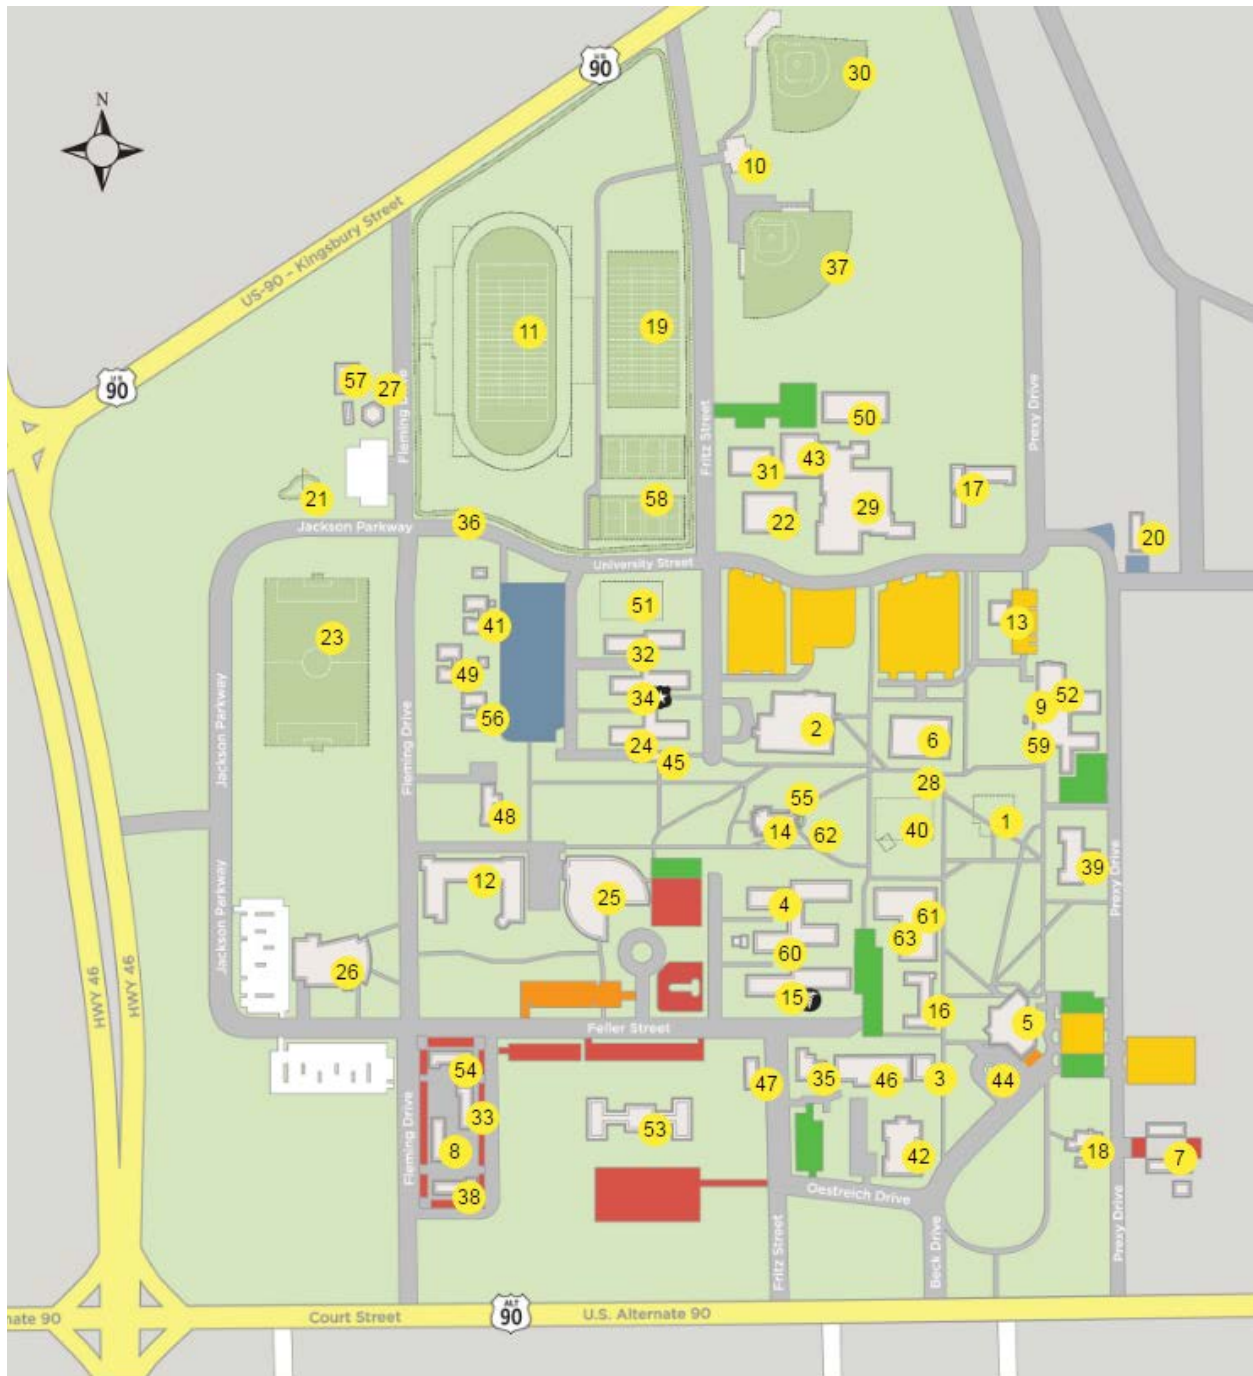 U.S.
90
30
N
10
US-90 - Kingsbury Street
37
11
19
U.S.
90
57
27
Fleming Drive
50
Fritz Street
Prexy Drive
31
43
21
58
17
29
22
36
Jackson Parkway
20
University Street
51
13
41
23
32
49
34
52
9
56
2
6
24
59
45
Jackson Parkway
Fleming Drive
28
55
48
14
62
40
1
39
12
25
4
61
Prexy Drive
Jackson Parkway
60
63
26
HWY 46
HWY 46
15
16
5
Feller Street
54
47
35
46
3
44
33
53
Fleming Drive
8
42
18
7
38
Oestreich Drive
Fritz Street
Beck Drive
Prexy Drive
nate 90
Court Street
ALT
90
U.S. Alternate 90